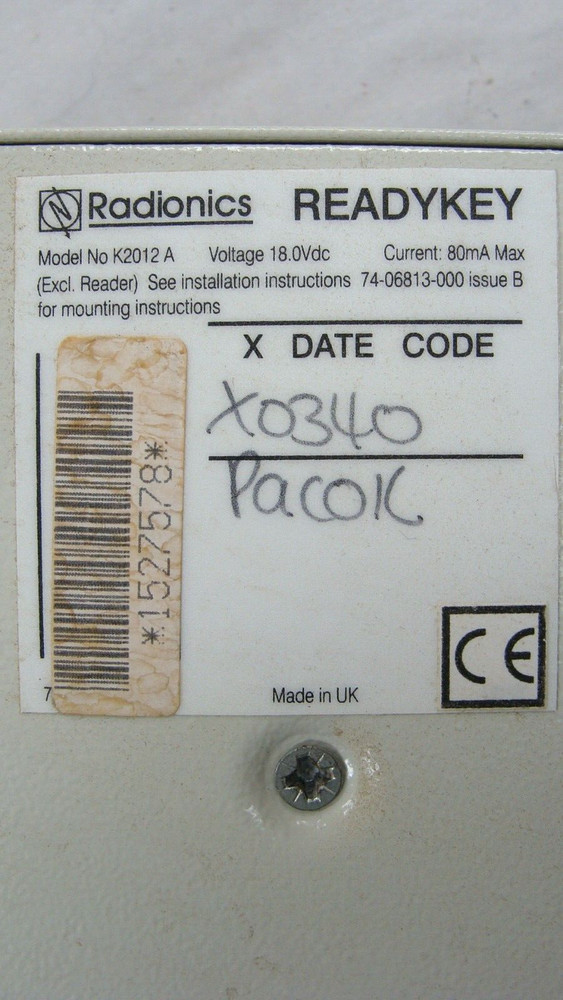 Radionics READYKEY
Model No K2012 A Voltage 18.0Vdc Current: 80mA Max
(Excl. Reader) See installation instructions 74-06813-000 issue B
for mounting instructions
X DATE CODE
X0340
PacOK
*1527578*
7
Made in UK
CE